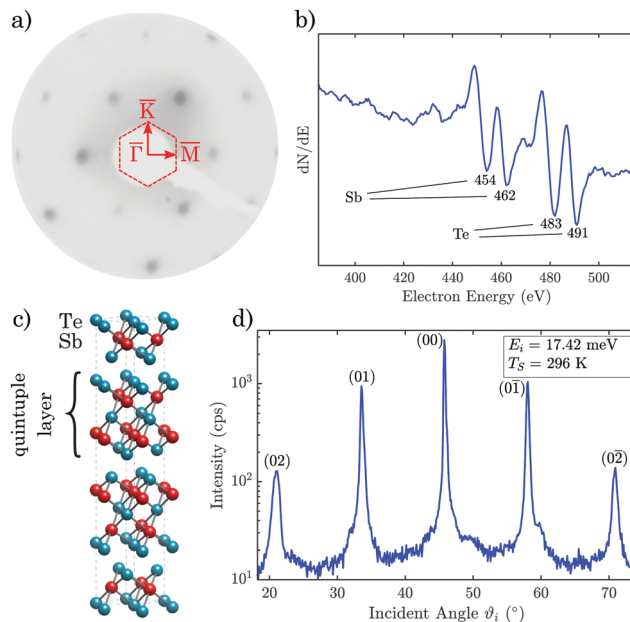 a)
K̅
Γ̅
M̅
b)
dN/dE
Sb
454
462
Te
483
491
400
420
440
460
480
500
Electron Energy (eV)
c)
Te
Sb
quintuple
layer
d)
Intensity (cps)
10³
10²
10¹
(02)
(01)
(00)
(01̅)
(02̅)
E_i = 17.42 meV
T_S = 296 K
20
30
40
50
60
70
Incident Angle ϑ_i (°)